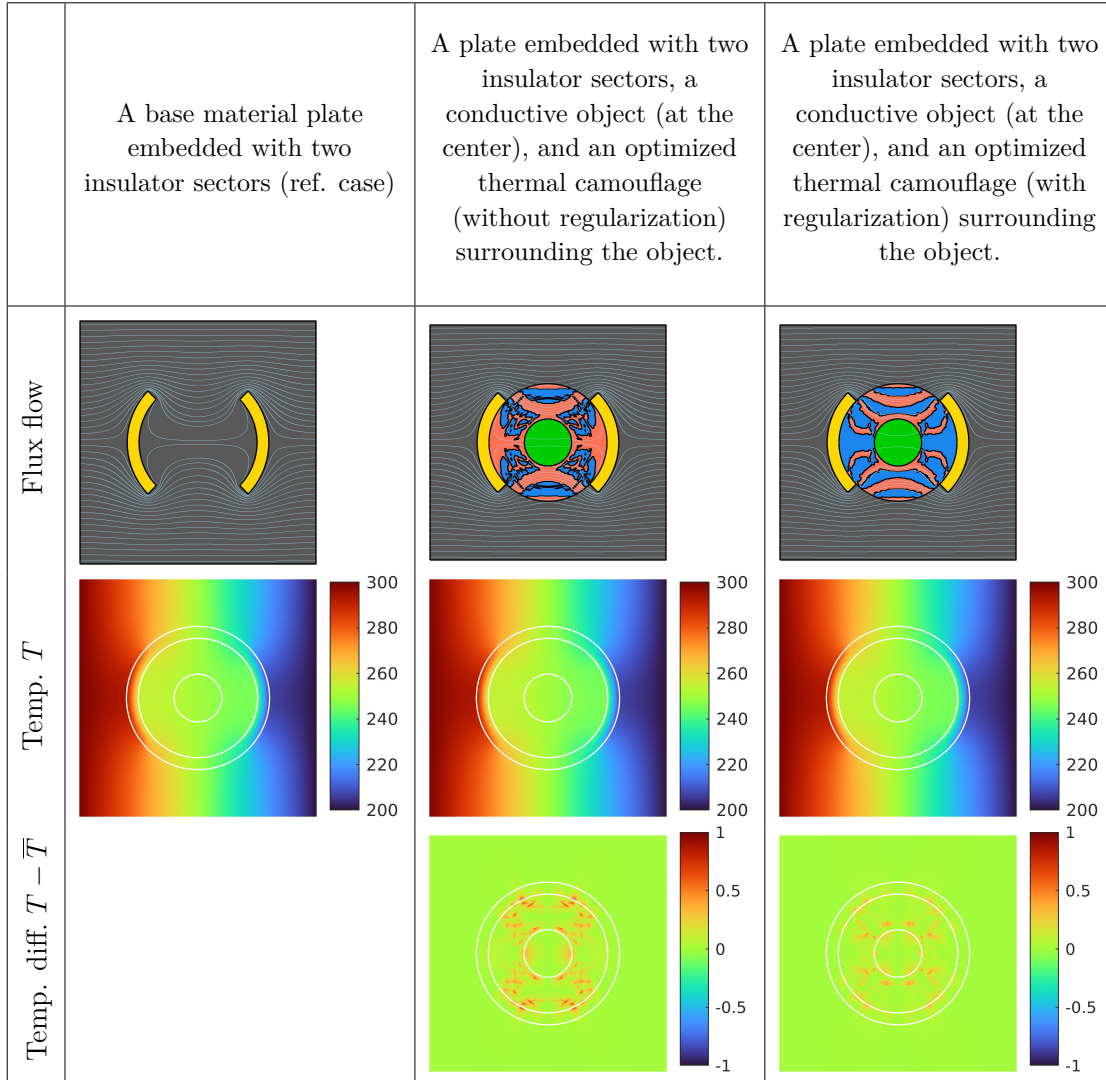 A base material plate
embedded with two
insulator sectors (ref. case)
A plate embedded with two
insulator sectors, a
conductive object (at the
center), and an optimized
thermal camouflage
(without regularization)
surrounding the object.
A plate embedded with two
insulator sectors, a
conductive object (at the
center), and an optimized
thermal camouflage (with
regularization) surrounding
the object.
Flux flow
Temp. $T$
300
280
260
240
220
200
300
280
260
240
220
200
300
280
260
240
220
200
Temp. diff. $T - \overline{T}$
1
0.5
0
-0.5
-1
1
0.5
0
-0.5
-1